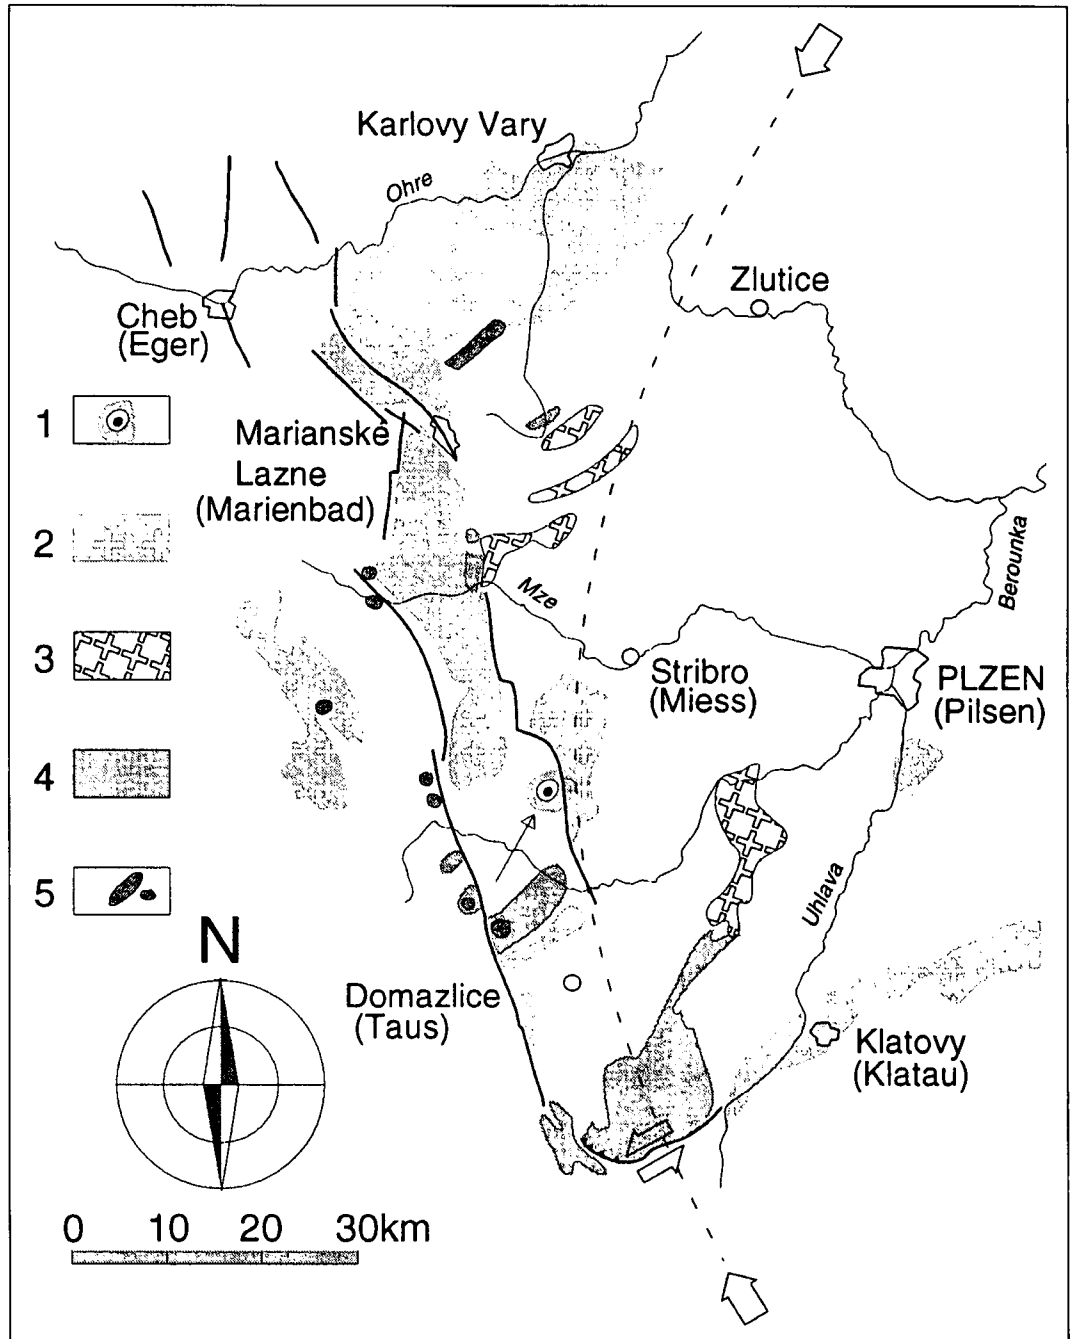 Karlovy Vary
Ohre
Zlutice
Cheb
(Eger)
1
Marianske
Lazne
(Marienbad)
2
Mze
Berounka
3
Stribro
(Miess)
PLZEN
(Pilsen)
4
5
Uhlava
N
Domazlice
(Taus)
Klatovy
(Klatau)
0 10 20 30km